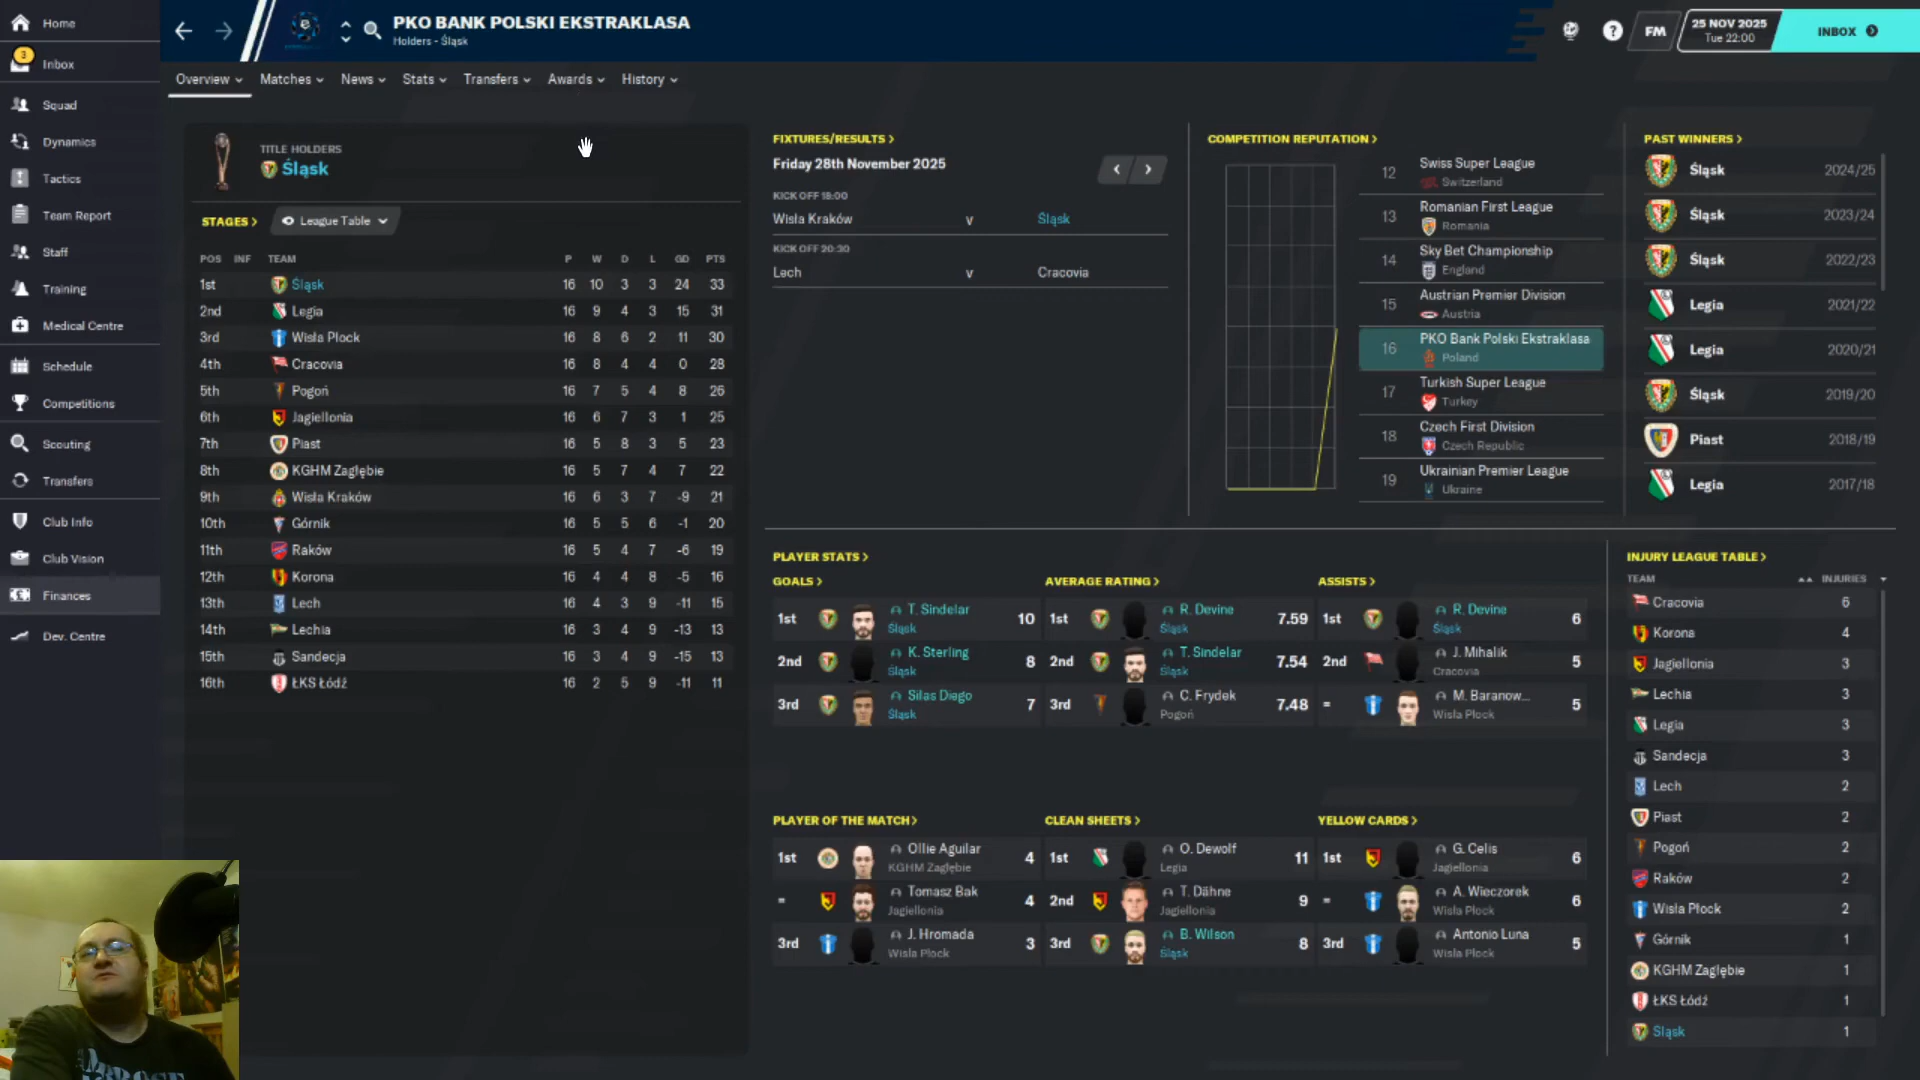 Home
3
Inbox
Squad
Dynamics
Tactics
Team Report
Staff
Training
Medical Centre
Schedule
Competitions
Scouting
Transfers
Club Info
Club Vision
Finances
Dev. Centre
PKO BANK POLSKI EKSTRAKLASA
Holders - Śląsk
FM
25 NOV 2025
Tue 22:00
INBOX
Overview Matches News Stats Transfers Awards History
TITLE HOLDERS
Śląsk
STAGES > League Table
POS INF TEAM P W D L GD PTS
1st Śląsk 16 10 3 3 24 33
2nd Legia 16 9 4 3 15 31
3rd Wisła Płock 16 8 6 2 11 30
4th Cracovia 16 8 4 4 0 28
5th Pogoń 16 7 5 4 8 26
6th Jagiellonia 16 6 7 3 1 25
7th Piast 16 5 8 3 5 23
8th KGHM Zagłębie 16 5 7 4 7 22
9th Wisła Kraków 16 6 3 7 -9 21
10th Górnik 16 5 5 6 -1 20
11th Raków 16 5 4 7 -6 19
12th Korona 16 4 4 8 -5 16
13th Lech 16 4 3 9 -11 15
14th Lechia 16 3 4 9 -13 13
15th Sandecja 16 3 4 9 -15 13
16th ŁKS Łódź 16 2 5 9 -11 11
FIXTURES/RESULTS >
Friday 28th November 2025
KICK OFF 18:00
Wisła Kraków v Śląsk
KICK OFF 20:30
Lech v Cracovia
COMPETITION REPUTATION >
12 Swiss Super League
Switzerland
13 Romanian First League
Romania
14 Sky Bet Championship
England
15 Austrian Premier Division
Austria
16 PKO Bank Polski Ekstraklasa
Poland
17 Turkish Super League
Turkey
18 Czech First Division
Czech Republic
19 Ukrainian Premier League
Ukraine
PAST WINNERS >
Śląsk 2024/25
Śląsk 2023/24
Śląsk 2022/23
Legia 2021/22
Legia 2020/21
Śląsk 2019/20
Piast 2018/19
Legia 2017/18
PLAYER STATS >
GOALS >
1st T. Sindelar 10
Śląsk
2nd K. Sterling 8
Śląsk
3rd Silas Diego 7
Śląsk
AVERAGE RATING >
1st R. Devine 7.59
Śląsk
2nd T. Sindelar 7.54
Śląsk
3rd C. Frydek 7.48
Pogoń
ASSISTS >
1st R. Devine 6
Śląsk
2nd J. Mihalik 5
Cracovia
= M. Baranow... 5
Wisła Płock
PLAYER OF THE MATCH >
1st Ollie Aguilar 4
KGHM Zagłębie
= Tomasz Bak 4
Jagiellonia
3rd J. Hromada 3
Wisła Płock
CLEAN SHEETS >
1st O. Dewolf 11
Legia
2nd T. Dähne 9
Jagiellonia
3rd B. Wilson 8
Śląsk
YELLOW CARDS >
1st G. Celis 6
Jagiellonia
= A. Wieczorek 6
Wisła Płock
3rd Antonio Luna 5
Wisła Płock
INJURY LEAGUE TABLE >
TEAM INJURIES
Cracovia 6
Korona 4
Jagiellonia 3
Lechia 3
Legia 3
Sandecja 3
Lech 2
Piast 2
Pogoń 2
Raków 2
Wisła Płock 2
Górnik 1
KGHM Zagłębie 1
ŁKS Łódź 1
Śląsk 1